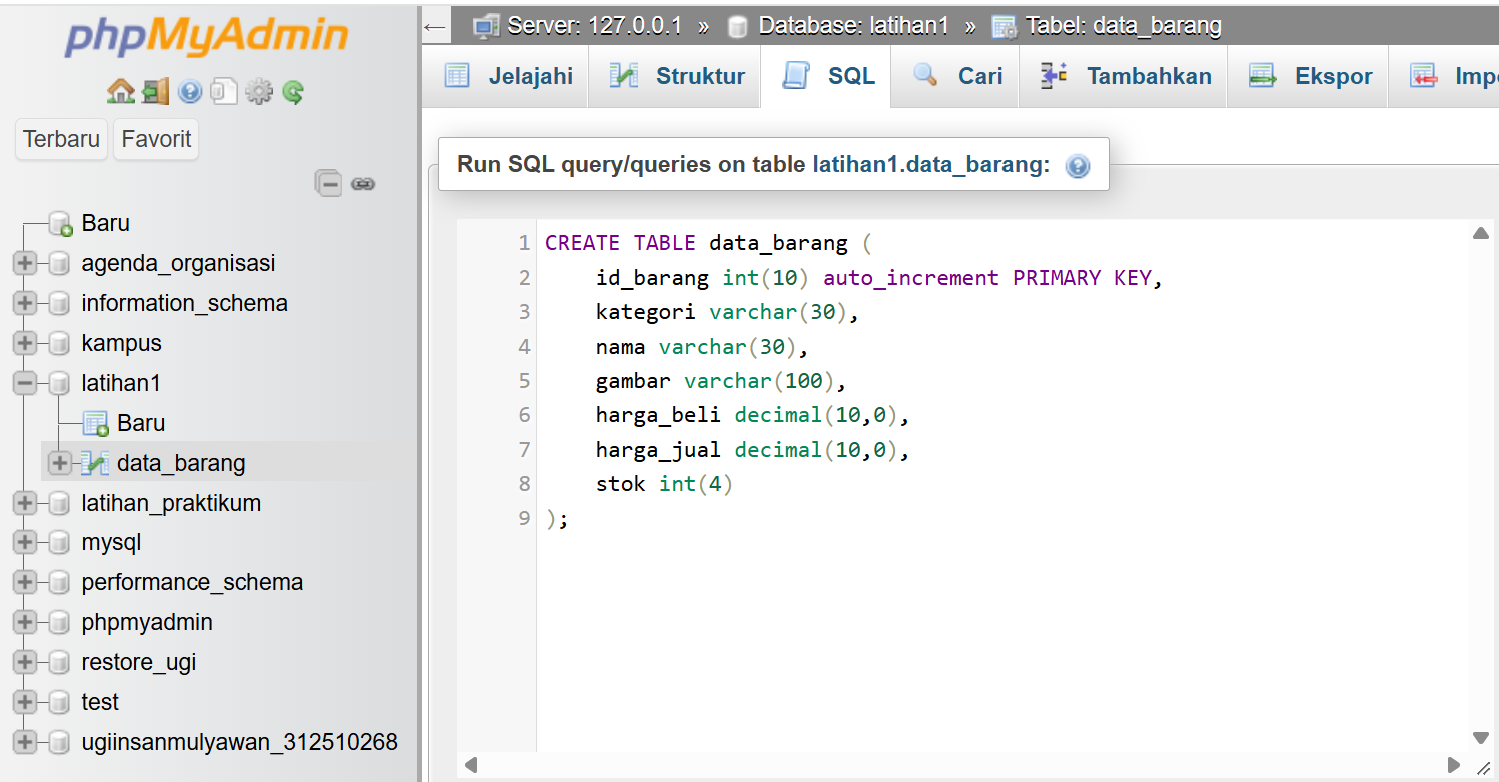 phpMyAdmin
Terbaru Favorit
Baru
agenda_organisasi
information_schema
kampus
latihan1
Baru
data_barang
latihan_praktikum
mysql
performance_schema
phpmyadmin
restore_ugi
test
ugiinsanmulyawan_312510268
← Server: 127.0.0.1 » Database: latihan1 » Tabel: data_barang
Jelajahi Struktur SQL Cari Tambahkan Ekspor Impo
Run SQL query/queries on table latihan1.data_barang:
1 CREATE TABLE data_barang (
2 id_barang int(10) auto_increment PRIMARY KEY,
3 kategori varchar(30),
4 nama varchar(30),
5 gambar varchar(100),
6 harga_beli decimal(10,0),
7 harga_jual decimal(10,0),
8 stok int(4)
9 );